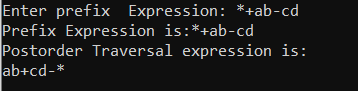 Enter prefix  Expression: *+ab-cd
Prefix Expression is:*+ab-cd
Postorder Traversal expression is:
ab+cd-*